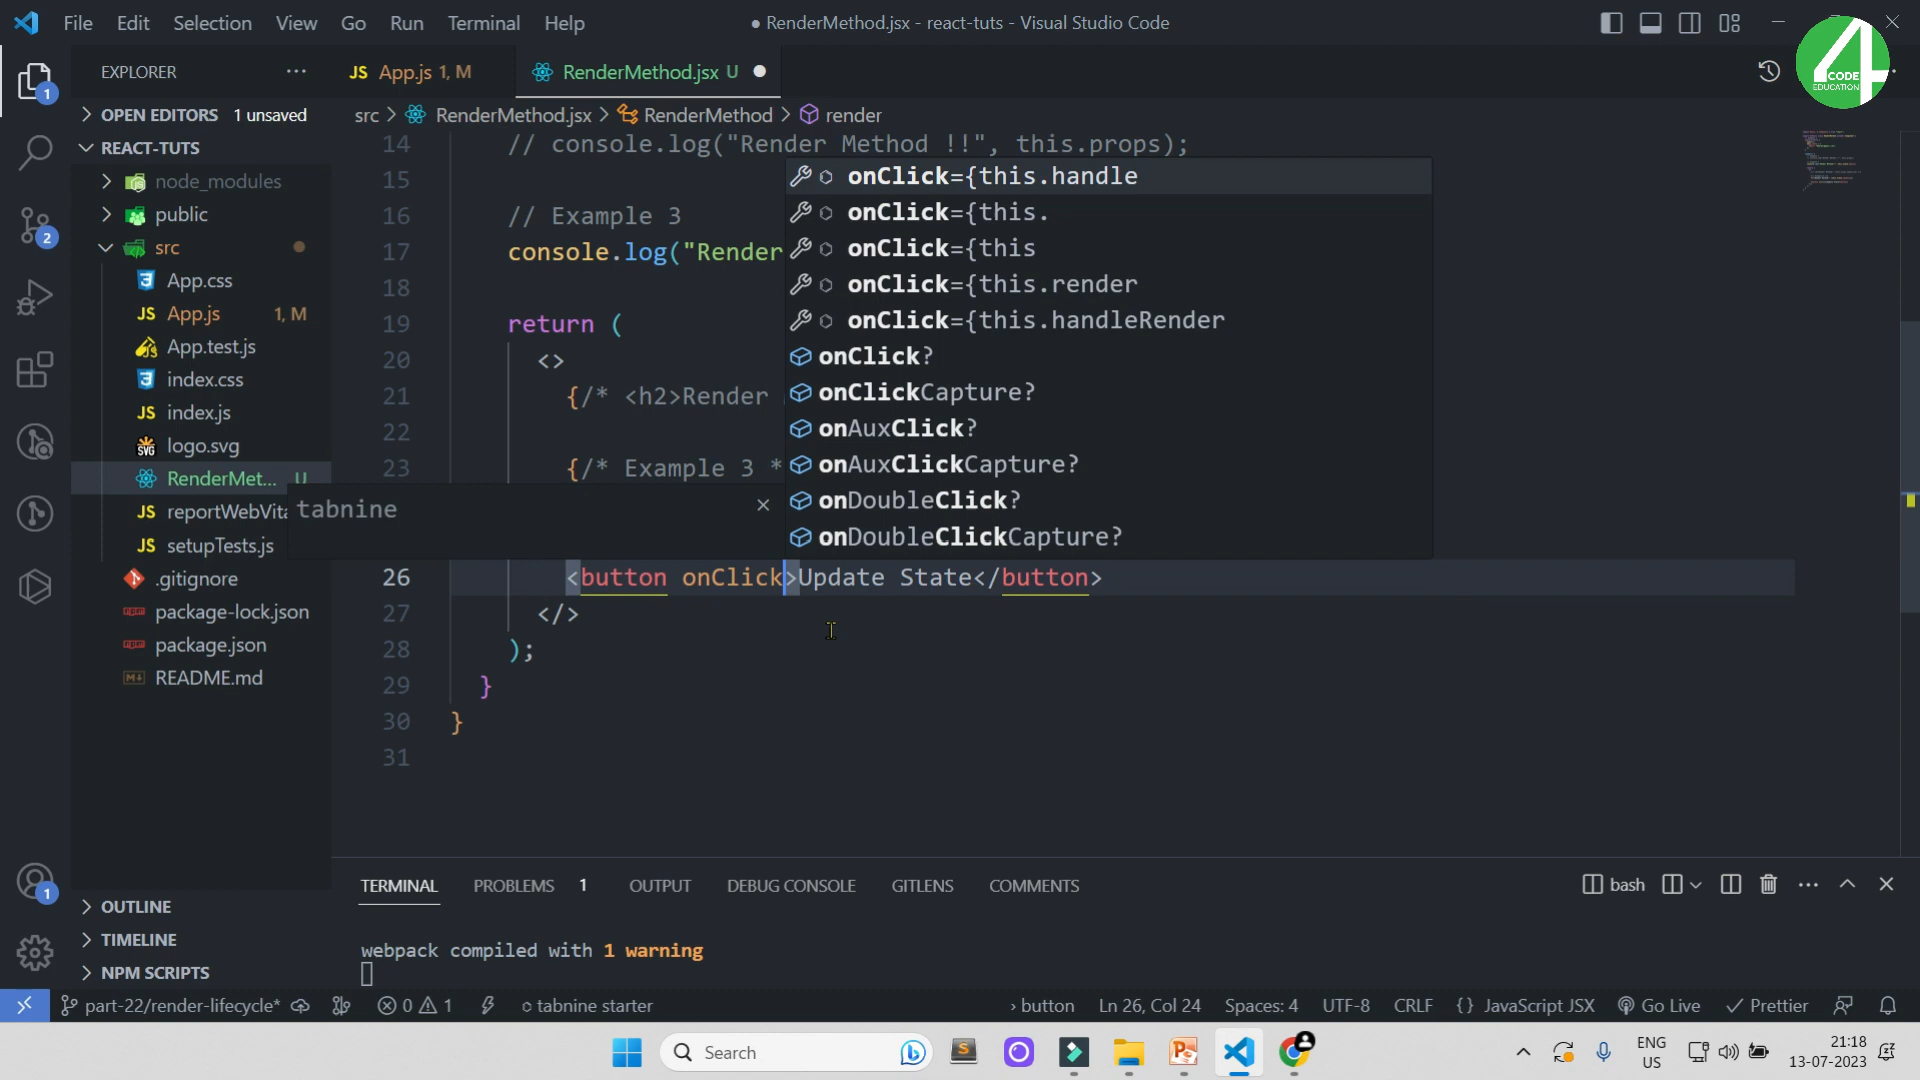 File Edit Selection View Go Run Terminal Help
● RenderMethod.jsx - react-tuts - Visual Studio Code
4 CODE EDUCATION
EXPLORER ···
JS App.js 1, M
RenderMethod.jsx U ●
OPEN EDITORS 1 unsaved
src > RenderMethod.jsx > RenderMethod > render
REACT-TUTS
node_modules
public
src
App.css
JS App.js 1, M
App.test.js
index.css
JS index.js
SVG logo.svg
RenderMet... U
JS reportWebVita
JS setupTests.js
.gitignore
package-lock.json
package.json
README.md
OUTLINE
TIMELINE
NPM SCRIPTS
14 // console.log("Render Method !!", this.props);
15
16 // Example 3
17 console.log("Render
18
19 return (
20 <>
21 {/* <h2>Render
22
23 {/* Example 3 *
26 <button onClick>Update State</button>
27 </>
28 );
29 }
30 }
31
onClick={this.handle
onClick={this.
onClick={this
onClick={this.render
onClick={this.handleRender
onClick?
onClickCapture?
onAuxClick?
onAuxClickCapture?
onDoubleClick?
onDoubleClickCapture?
tabnine
TERMINAL PROBLEMS 1 OUTPUT DEBUG CONSOLE GITLENS COMMENTS
bash
webpack compiled with 1 warning
part-22/render-lifecycle* 0 1 tabnine starter
› button Ln 26, Col 24 Spaces: 4 UTF-8 CRLF {} JavaScript JSX Go Live Prettier
1
2
1
Search
ENG
US
21:18
13-07-2023